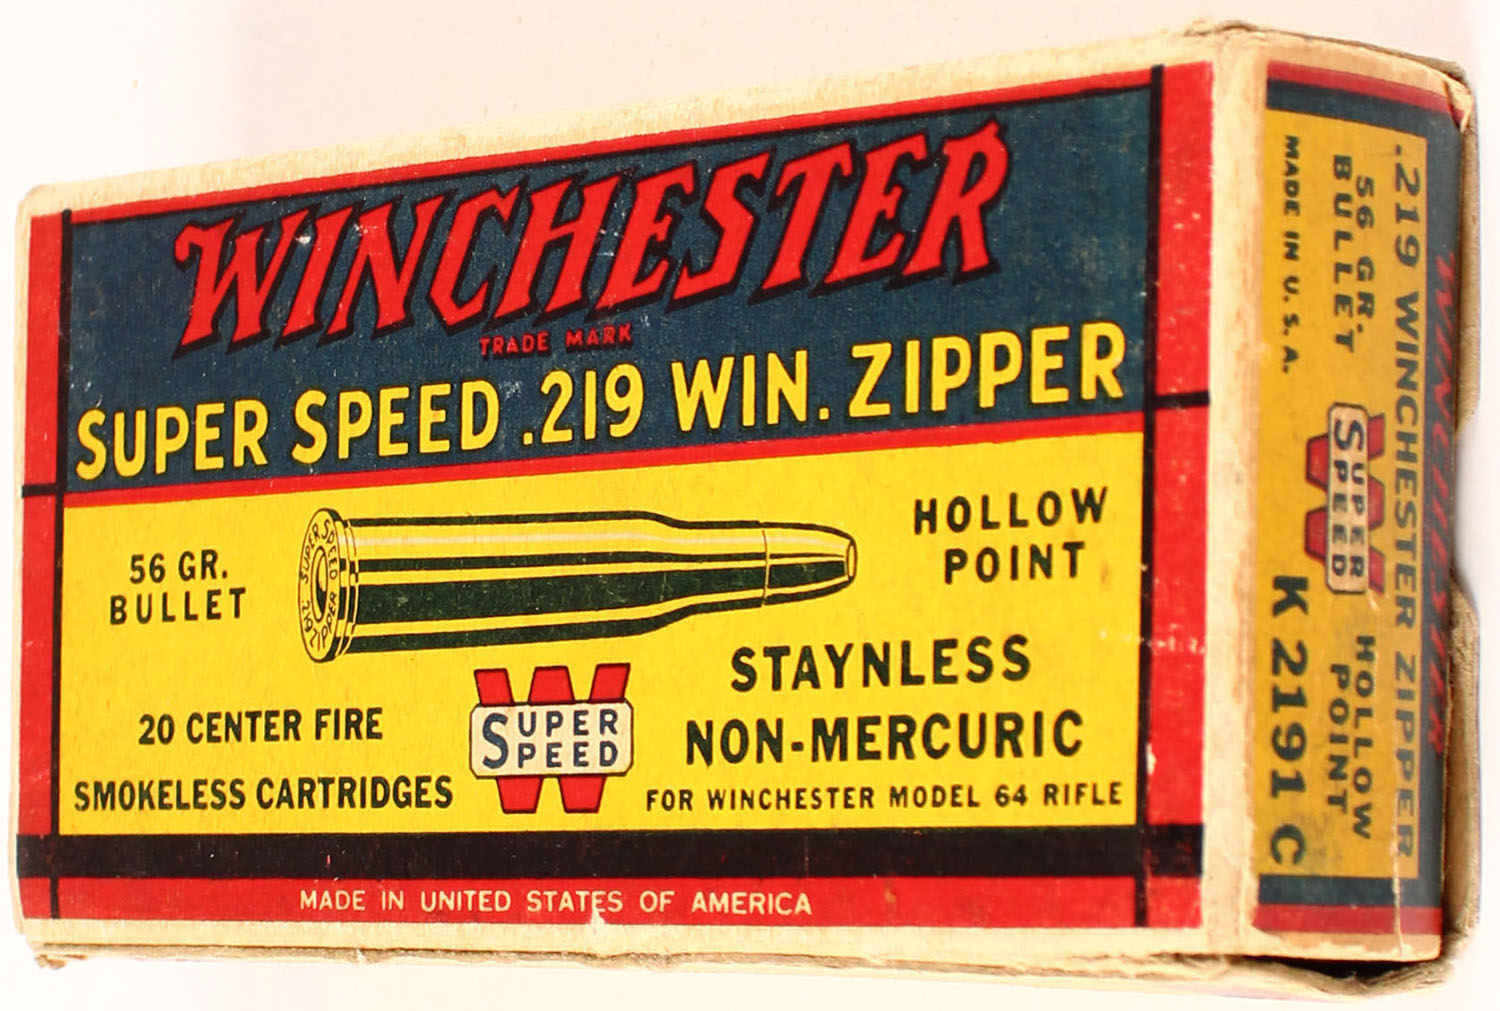 WINCHESTER
TRADE MARK
SUPER SPEED .219 WIN. ZIPPER
56 GR.
BULLET
SUPER SPEED
219 ZIPPER
HOLLOW
POINT
STAYNLESS
NON-MERCURIC
FOR WINCHESTER MODEL 64 RIFLE
20 CENTER FIRE
SMOKELESS CARTRIDGES
W
SUPER
SPEED
MADE IN UNITED STATES OF AMERICA
WINCHESTER
.219 WINCHESTER ZIPPER
56 GR.
BULLET
W
SUPER
SPEED
HOLLOW
POINT
MADE IN U.S.A.
K 2191 C